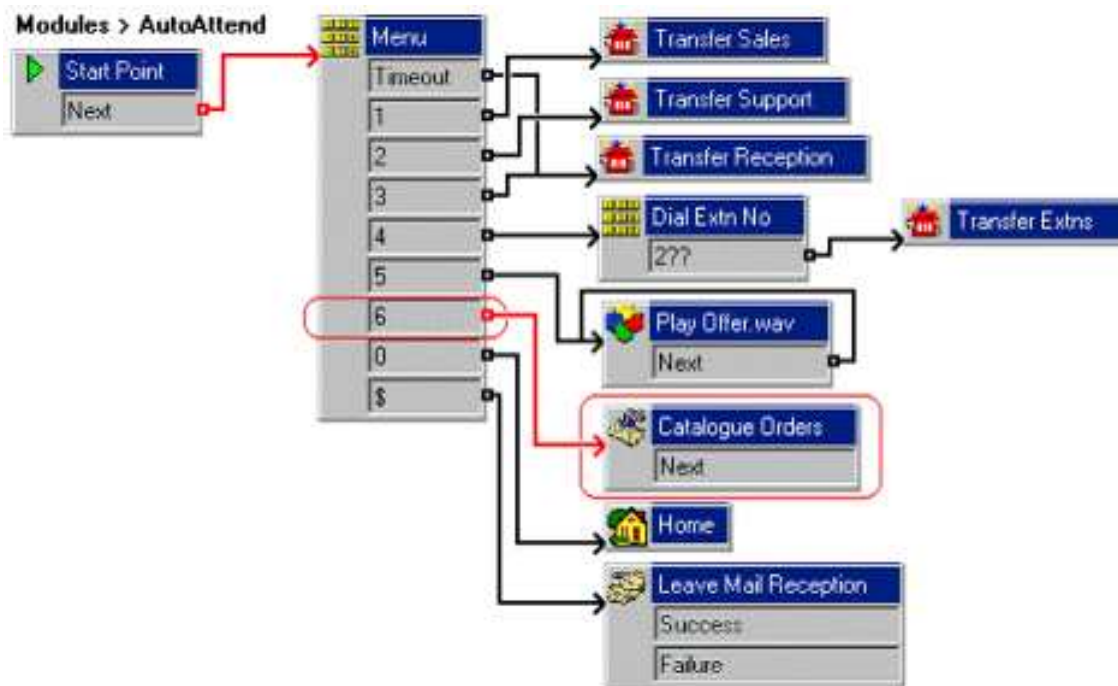 Modules > AutoAttend
Start Point
Next
Menu
Timeout
1
2
3
4
5
6
0
$
Transfer Sales
Transfer Support
Transfer Reception
Dial Extn No
2??
Transfer Extns
Play Offer.wav
Next
Catalogue Orders
Next
Home
Leave Mail Reception
Success
Failure